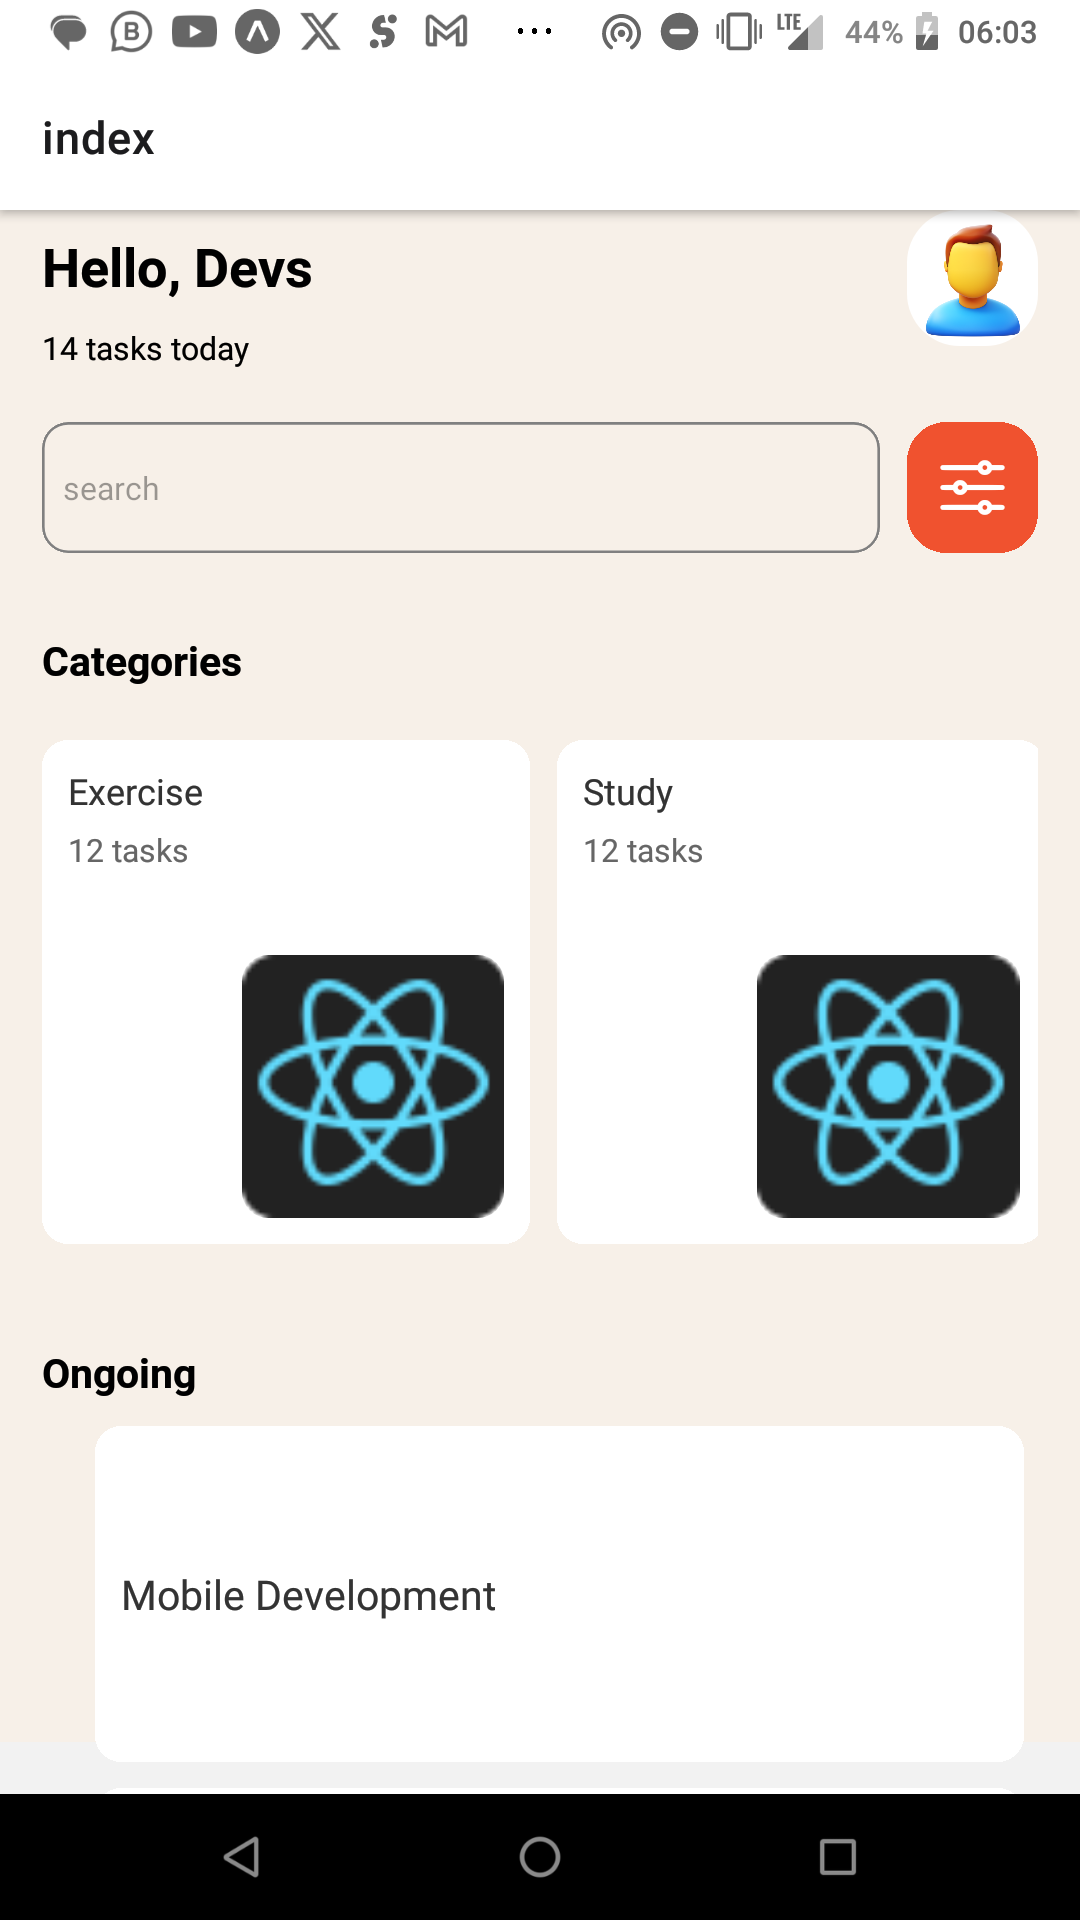 LTE 44% 06:03
index
Hello, Devs
14 tasks today
search
Categories
Exercise
12 tasks
Study
12 tasks
Ongoing
Mobile Development